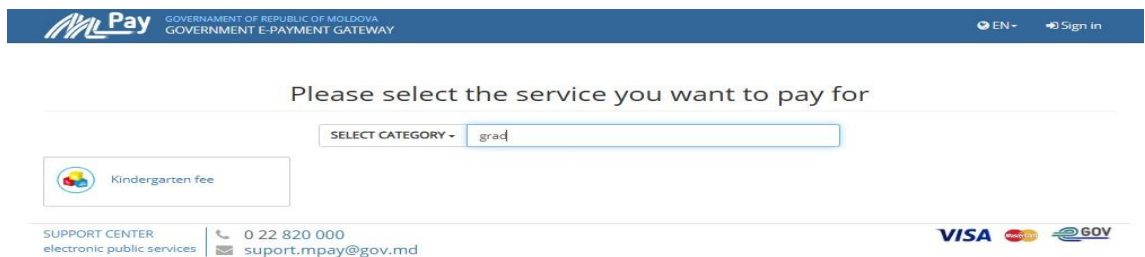 MPay
GOVERNAMENT OF REPUBLIC OF MOLDOVA
GOVERNMENT E-PAYMENT GATEWAY
EN
Sign in
Please select the service you want to pay for
SELECT CATEGORY
grad
Kindergarten fee
SUPPORT CENTER
electronic public services
0 22 820 000
suport.mpay@gov.md
VISA
MasterCard
GOV